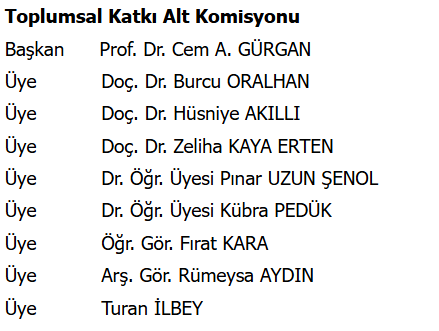 Toplumsal Katkı Alt Komisyonu
Başkan Prof. Dr. Cem A. GÜRGAN
Üye Doç. Dr. Burcu ORALHAN
Üye Doç. Dr. Hüsniye AKILLI
Üye Doç. Dr. Zeliha KAYA ERTEN
Üye Dr. Öğr. Üyesi Pınar UZUN ŞENOL
Üye Dr. Öğr. Üyesi Kübra PEDÜK
Üye Öğr. Gör. Fırat KARA
Üye Arş. Gör. Rümeysa AYDIN
Üye Turan İLBEY